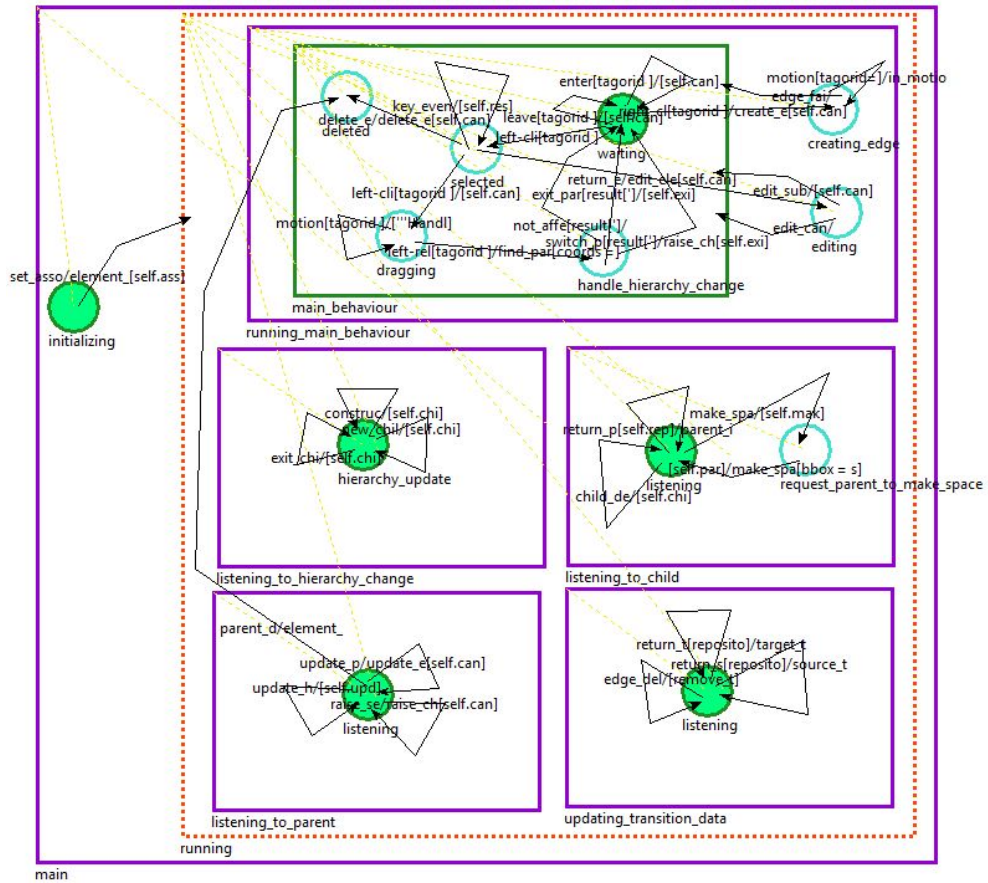 enter[tagorid ]/[self.can]
motion[tagorid=]/in_motio
edge_fai/
key_even/[self.res]
delete_e/delete_e[self.can]
leave[tagorid ]/[self.can]
cl[tagorid ]/create_e[self.can]
deleted
left-cli[tagorid ]
waiting
creating_edge
selected
return_e/edit_ele[self.can]
left-cli[tagorid ]/[self.can]
exit_par[result[']/[self.exi]
edit_sub/[self.can]
motion[tagorid ]/['''Handl]
not_affe[result[']/
edit_can/
switch_p[result[']/raise_ch[self.exi]
editing
left-rel[tagorid ]/find_par[coords = ]
dragging
set_asso/element_[self.ass]
handle_hierarchy_change
main_behaviour
running_main_behaviour
initializing
construc/[self.chi]
new_chil/[self.chi]
exit_chi/[self.chi]
hierarchy_update
make_spa/[self.mak]
return_p[self.rep]/parent_i
[self.par]/make_spa[bbox = s]
listening
request_parent_to_make_space
child_de/[self.chi]
listening_to_hierarchy_change
listening_to_child
parent_d/element_
update_p/update_e[self.can]
update_h/[self.upd]
raise_se/raise_ch[self.can]
listening
return_t[reposito]/target_t
return_s[reposito]/source_t
edge_del/[remove_t]
listening
listening_to_parent
updating_transition_data
running
main